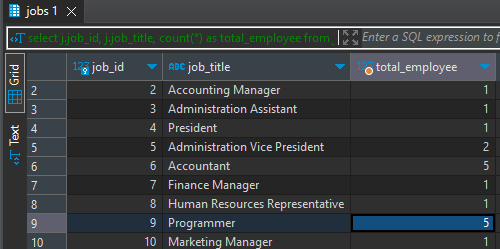 jobs 1
select j.job_id, j.job_title, count(*) as total_employee from
Enter a SQL expression to f
Grid
Text
123 job_id ABC job_title 123 total_employee
2 2 Accounting Manager 1
3 3 Administration Assistant 1
4 4 President 1
5 5 Administration Vice President 2
6 6 Accountant 5
7 7 Finance Manager 1
8 8 Human Resources Representative 1
9 9 Programmer 5
10 10 Marketing Manager 1